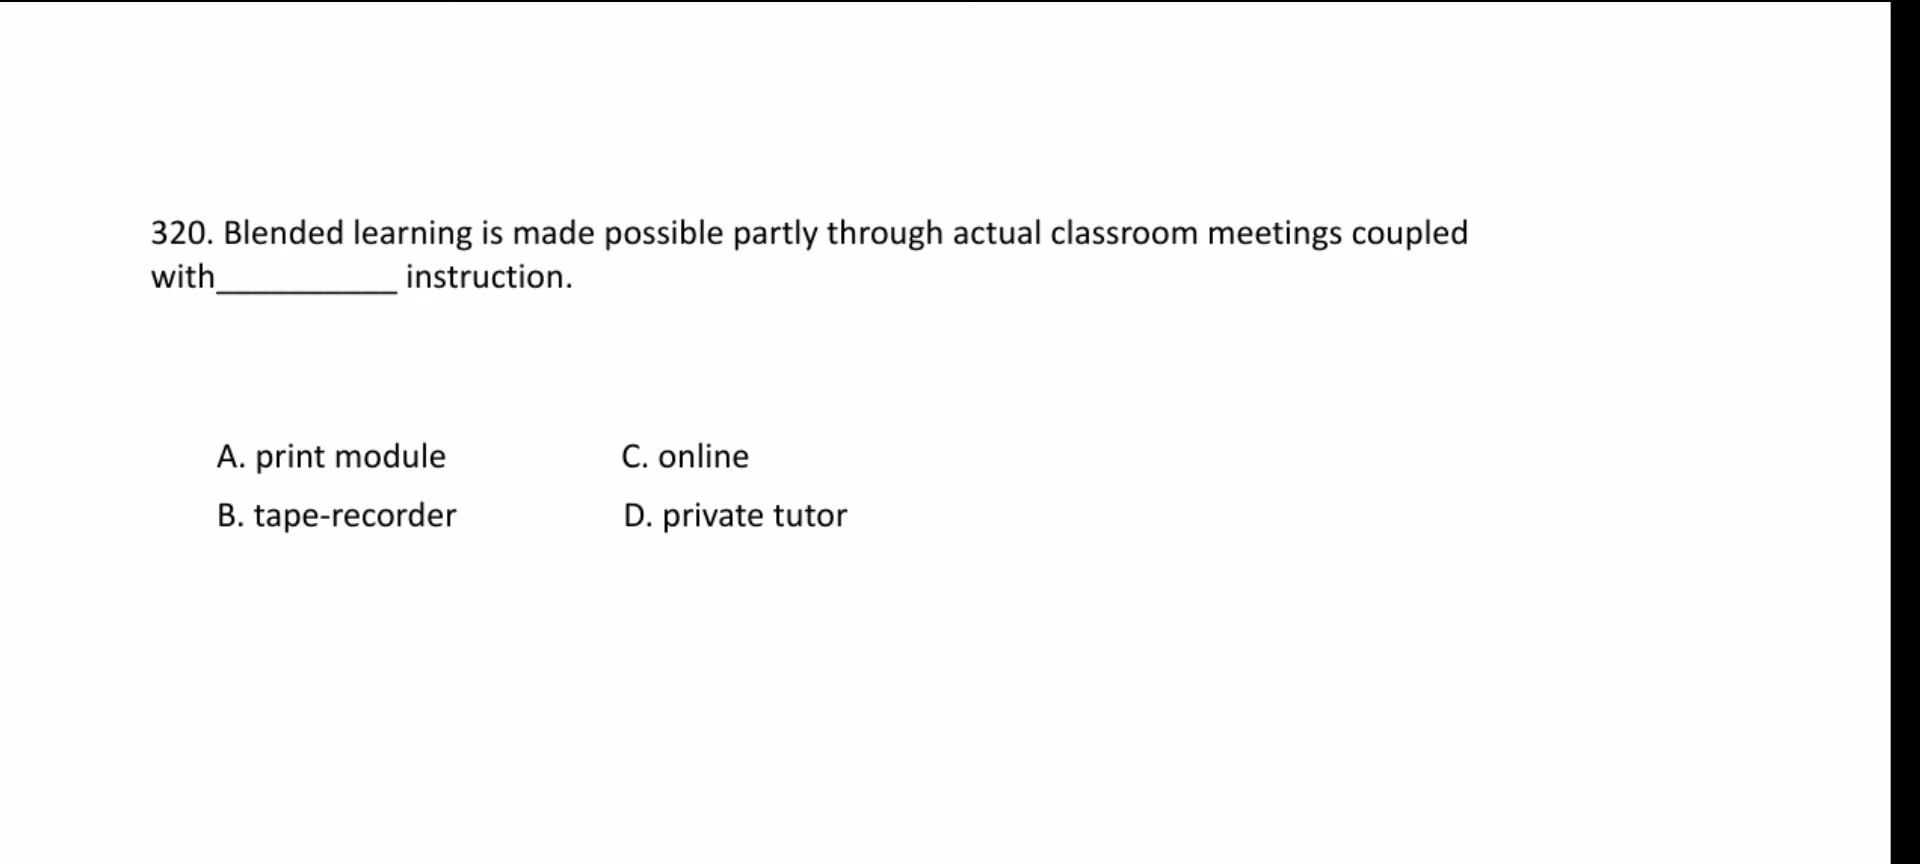 320. Blended learning is made possible partly through actual classroom meetings coupled
with__________ instruction.
A. print module C. online
B. tape-recorder D. private tutor